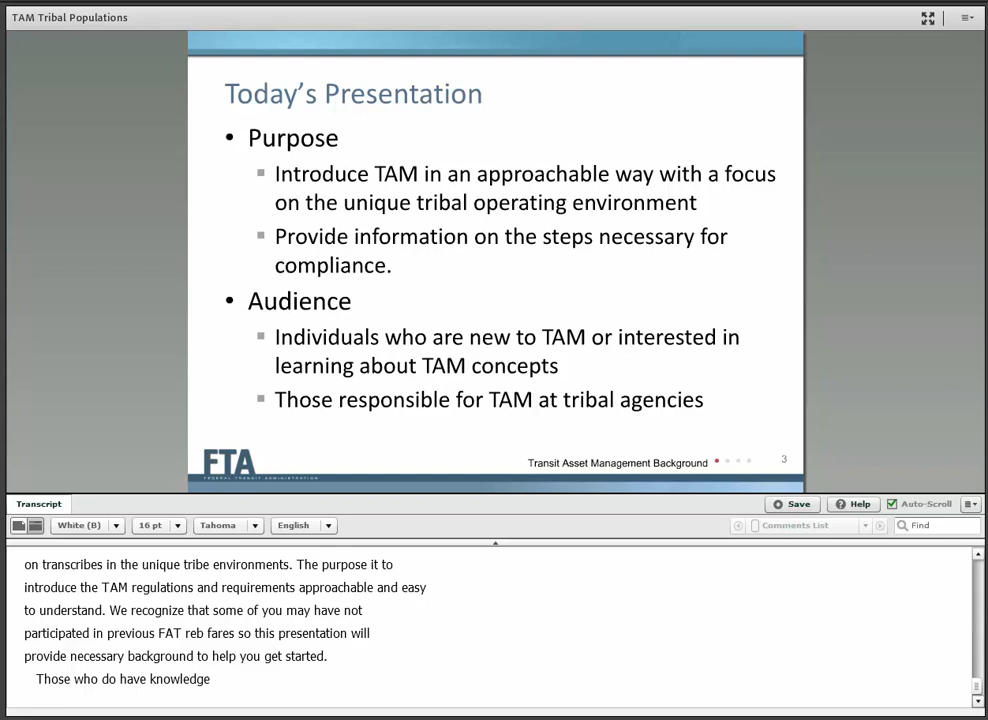 TAM Tribal Populations
Today's Presentation
• Purpose
Introduce TAM in an approachable way with a focus
on the unique tribal operating environment
Provide information on the steps necessary for
compliance.
• Audience
Individuals who are new to TAM or interested in
learning about TAM concepts
Those responsible for TAM at tribal agencies
FTA
FEDERAL TRANSIT ADMINISTRATION
Transit Asset Management Background
3
Transcript
Save
Help
Auto-Scroll
White (B)
16 pt
Tahoma
English
Comments List
Find
on transcribes in the unique tribe environments. The purpose it to
introduce the TAM regulations and requirements approachable and easy
to understand. We recognize that some of you may have not
participated in previous FAT reb fares so this presentation will
provide necessary background to help you get started.
Those who do have knowledge